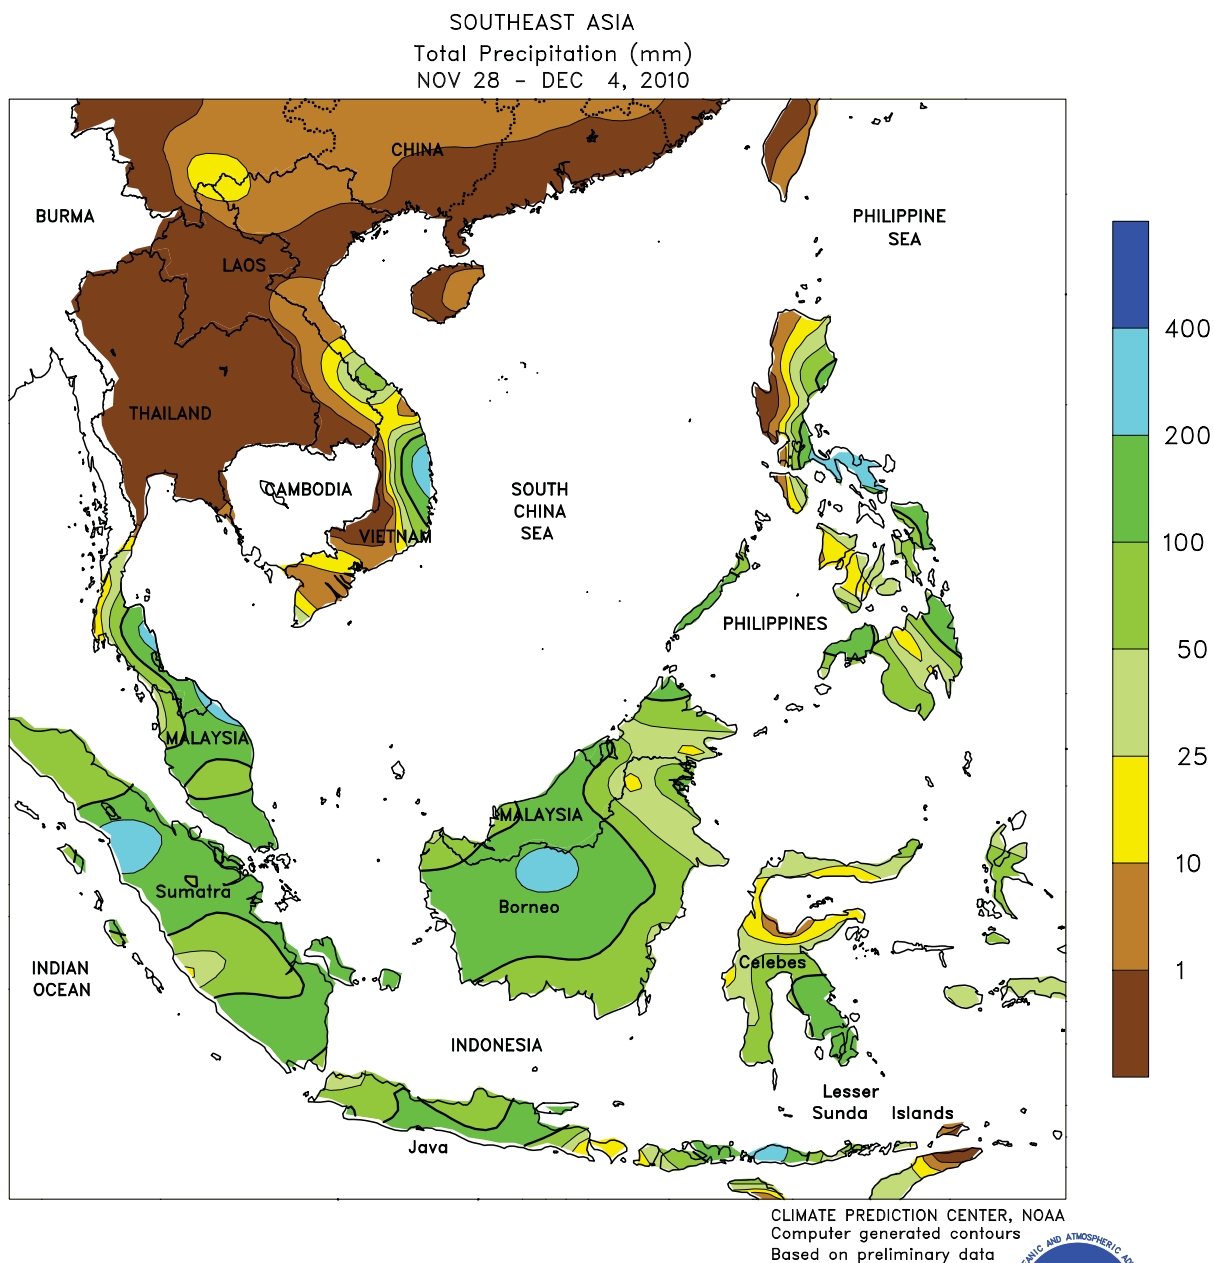 SOUTHEAST ASIA
Total Precipitation (mm)
NOV 28 - DEC 4, 2010
CHINA
BURMA
PHILIPPINE
SEA
LAOS
400
THAILAND
200
CAMBODIA
SOUTH
CHINA
SEA
VIETNAM
100
PHILIPPINES
50
MALAYSIA
25
MALAYSIA
10
Sumatra
Borneo
Celebes
INDIAN
OCEAN
1
INDONESIA
Lesser
Sunda Islands
Java
CLIMATE PREDICTION CENTER, NOAA
Computer generated contours
Based on preliminary data
AND ATMOSPHERIC